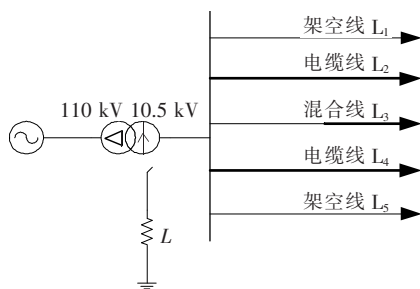 架空线 L₁
电缆线 L₂
110 kV 10.5 kV
混合线 L₃
电缆线 L₄
架空线 L₅
L